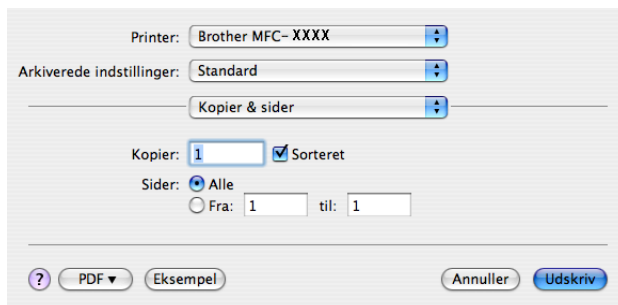 Printer: Brother MFC-XXXX
Arkiverede indstillinger: Standard
Kopier & sider
Kopier: 1 Sorteret
Sider: Alle
Fra: 1 til: 1
? PDF ▼ Eksempel Annuller Udskriv